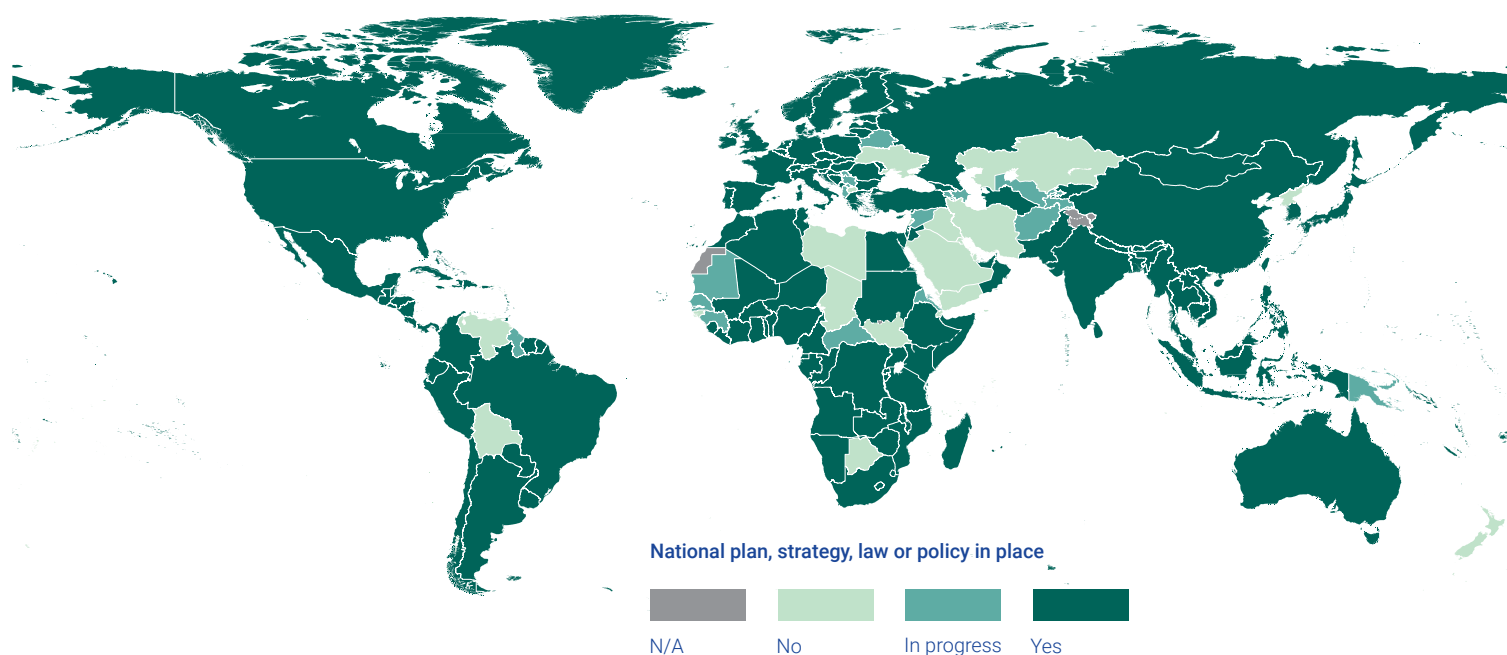 National plan, strategy, law or policy in place
N/A
No
In progress
Yes